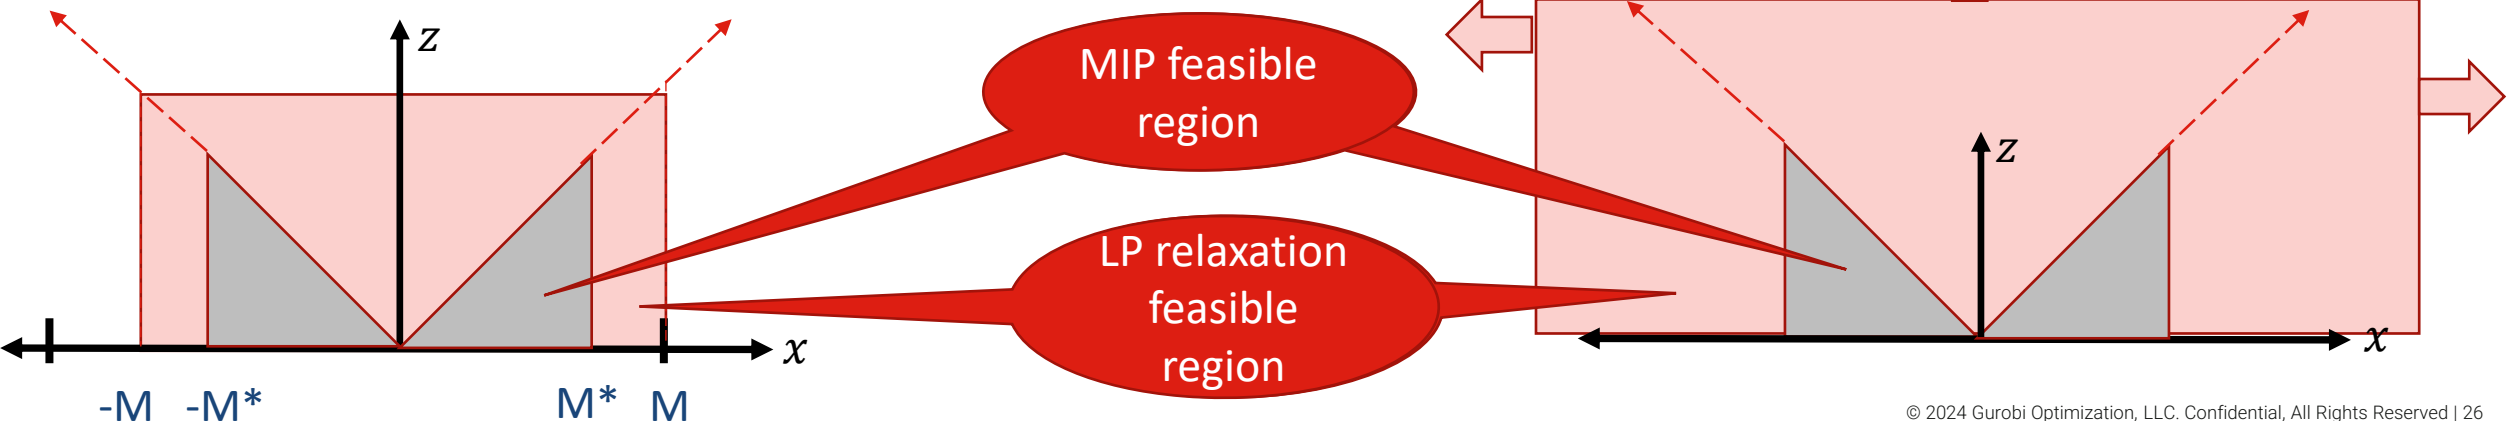 z
MIP feasible
region
z
LP relaxation
feasible
region
x
x
-M -M* M* M
© 2024 Gurobi Optimization, LLC. Confidential, All Rights Reserved | 26